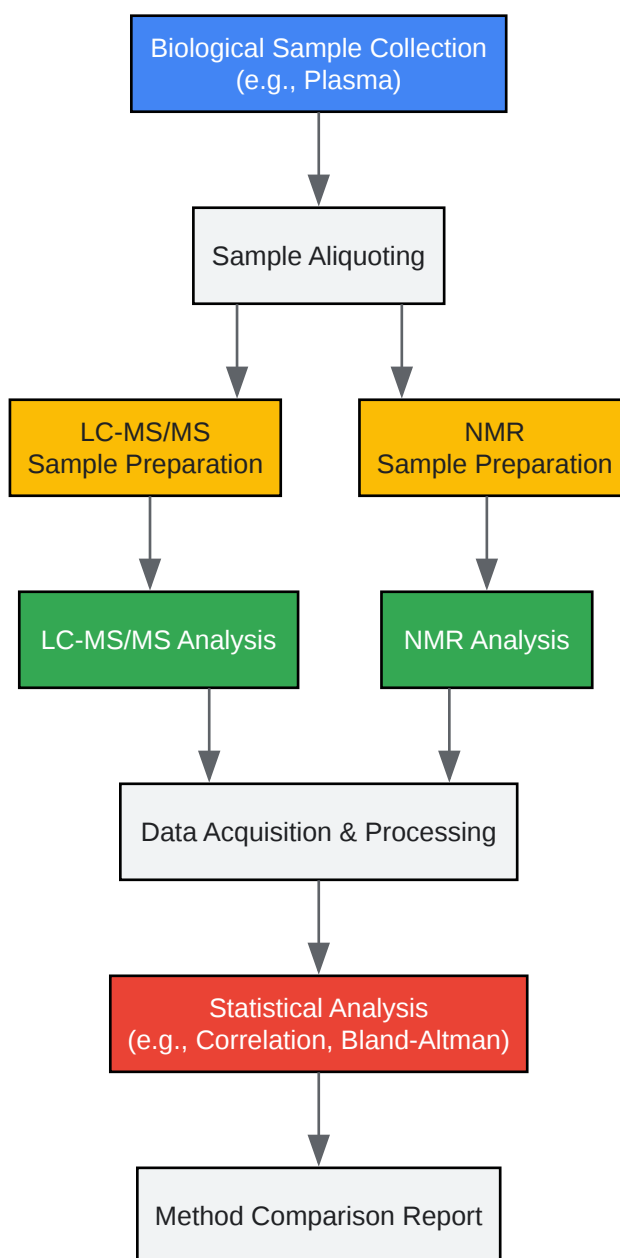 Biological Sample Collection
(e.g., Plasma)
Sample Aliquoting
LC-MS/MS
Sample Preparation
NMR
Sample Preparation
LC-MS/MS Analysis
NMR Analysis
Data Acquisition & Processing
Statistical Analysis
(e.g., Correlation, Bland-Altman)
Method Comparison Report